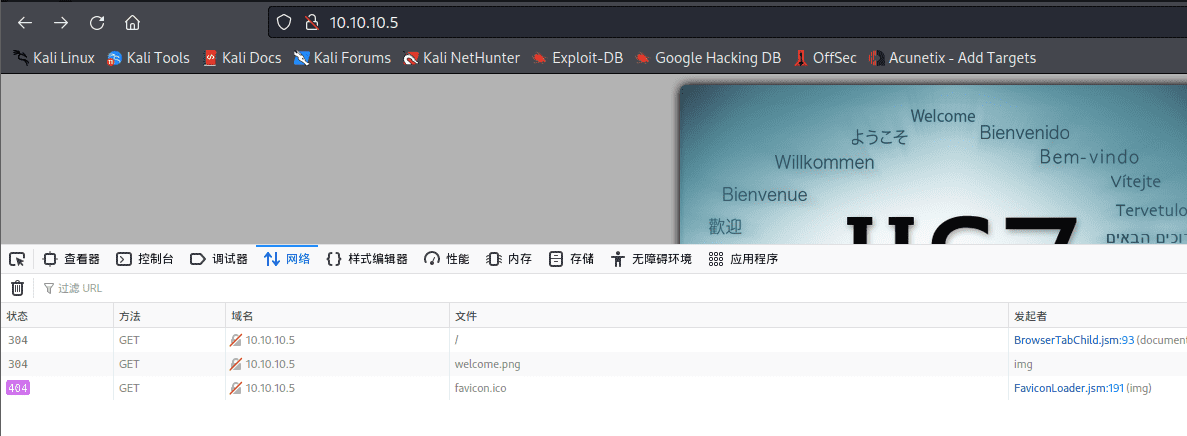 10.10.10.5
Kali Linux Kali Tools Kali Docs Kali Forums Kali NetHunter Exploit-DB Google Hacking DB OffSec Acunetix - Add Targets
Welcome
ようこそ Bienvenido
Willkommen Bem-vindo
Vítejte
Bienvenue Tervetulo
歡迎 IIS7 ברוכים הבאים
查看器 控制台 调试器 网络 样式编辑器 性能 内存 存储 无障碍环境 应用程序
过滤 URL
状态 方法 域名 文件 发起者
304 GET 10.10.10.5 / BrowserTabChild.jsm:93 (document
304 GET 10.10.10.5 welcome.png img
404 GET 10.10.10.5 favicon.ico FaviconLoader.jsm:191 (img)